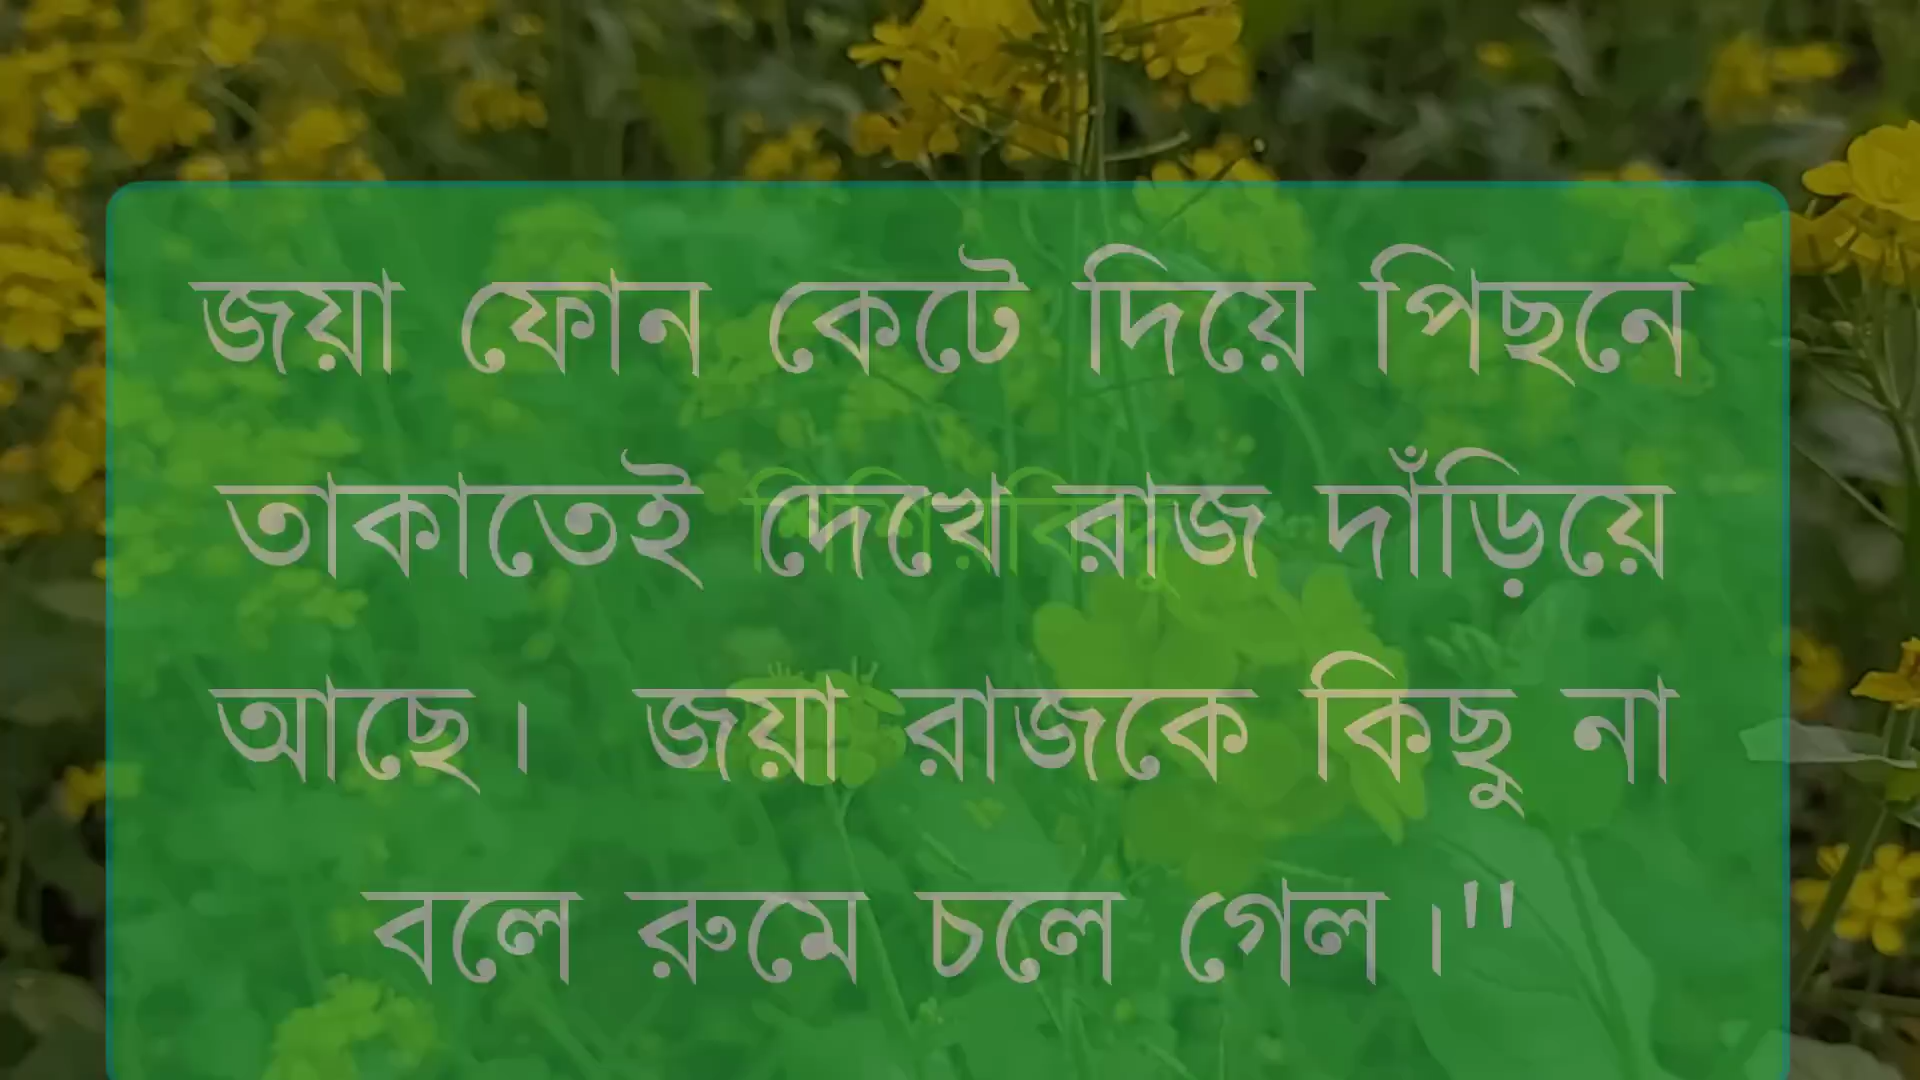 জয়া ফোন কেটে দিয়ে পিছনে
তাকাতেই দেখে রাজ দাঁড়িয়ে
আছে।  জয়া রাজকে কিছু না
বলে রুমে চলে গেল।"